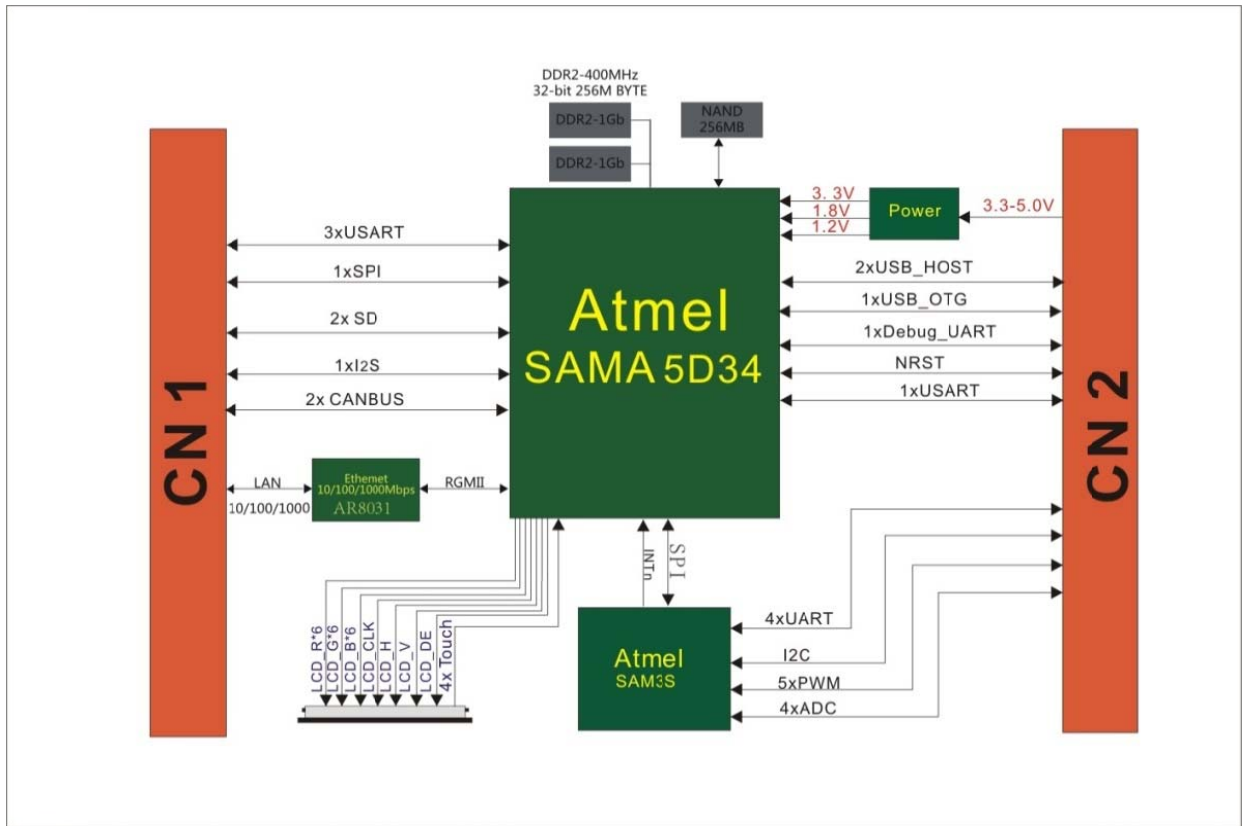 DDR2-400MHz
32-bit 256M BYTE
DDR2-1Gb
DDR2-1Gb
NAND
256MB
3. 3V
1.8V
1.2V
Power
3.3-5.0V
CN 1
3xUSART
1xSPI
2x SD
1xI2S
2x CANBUS
LAN
10/100/1000
Ethemet
10/100/1000Mbps
AR8031
RGMII
Atmel
SAMA 5D34
2xUSB_HOST
1xUSB_OTG
1xDebug_UART
NRST
1xUSART
CN 2
INTn
SPI
LCD_R*6
LCD_G*6
LCD_B*6
LCD_CLK
LCD_H
LCD_V
LCD_DE
4x Touch
Atmel
SAM3S
4xUART
I2C
5xPWM
4xADC